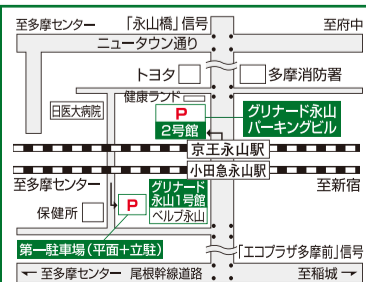 至多摩センター
「永山橋」信号
至府中
ニュータウン通り
トヨタ
多摩消防署
健康ランド
日医大病院
P
2号館
グリナード永山
パーキングビル
京王永山駅
小田急永山駅
至多摩センター
至新宿
保健所
P
グリナード
永山1号館
ベルブ永山
第一駐車場(平面+立駐)
「エコプラザ多摩前」信号
←至多摩センター
尾根幹線道路
至稲城→